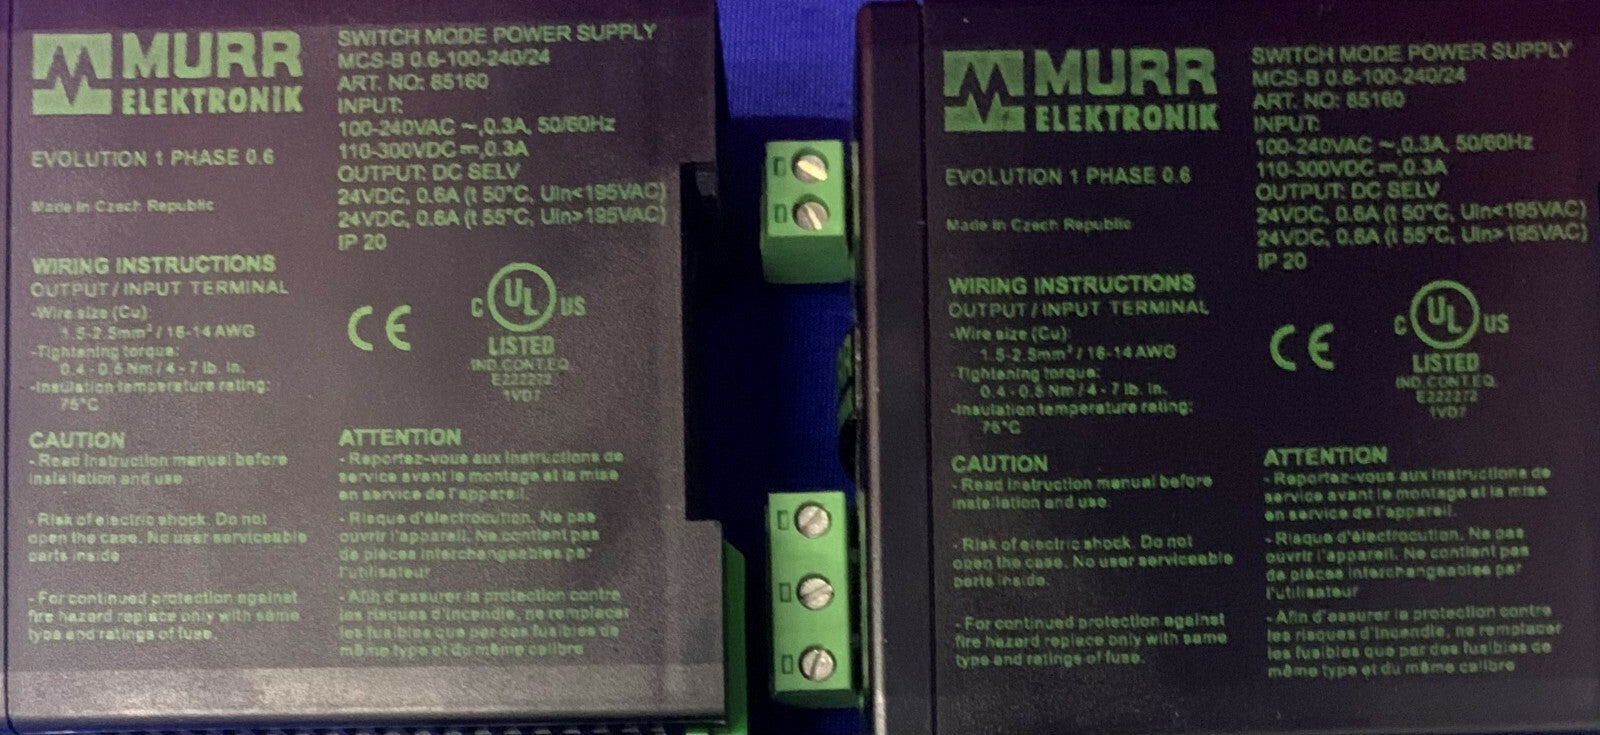 MURR
ELEKTRONIK
EVOLUTION 1 PHASE 0.6
Made in Czech Republic
WIRING INSTRUCTIONS
OUTPUT / INPUT TERMINAL
-Wire size (Cu):
1.5-2.5mm² / 16-14 AWG
-Tightening torque:
0.4 - 0.5 Nm / 4 - 7 lb. in.
-Insulation temperature rating:
75°C
CAUTION
- Read instruction manual before
installation and use
- Risk of electric shock. Do not
open the case. No user serviceable
parts inside
- For continued protection against
fire hazard replace only with same
type and ratings of fuse.
SWITCH MODE POWER SUPPLY
MCS-B 0.6-100-240/24
ART. NO: 85160
INPUT:
100-240VAC ~,0.3A, 50/60Hz
110-300VDC ⎓,0.3A
OUTPUT: DC SELV
24VDC, 0.6A (t 50°C, Uin<195VAC)
24VDC, 0.6A (t 55°C, Uin>195VAC)
IP 20
CE
C UL US
LISTED
IND.CONT.EQ.
E222272
1VD7
ATTENTION
- Reportez-vous aux instructions de
service avant le montage et la mise
en service de l'appareil.
- Risque d'électrocution. Ne pas
ouvrir l'appareil. Ne contient pas
de pièces interchangeables par
l'utilisateur
- Afin d'assurer la protection contre
les risques d'incendie, ne remplacer
les fusibles que par des fusibles de
même type et du même calibre
MURR
ELEKTRONIK
EVOLUTION 1 PHASE 0.6
Made in Czech Republic
WIRING INSTRUCTIONS
OUTPUT / INPUT TERMINAL
-Wire size (Cu):
1.5-2.5mm² / 16-14 AWG
-Tightening torque:
0.4 - 0.5 Nm / 4 - 7 lb. in.
-Insulation temperature rating:
75°C
CAUTION
- Read instruction manual before
installation and use.
- Risk of electric shock. Do not
open the case. No user serviceable
parts inside.
- For continued protection against
fire hazard replace only with same
type and ratings of fuse.
SWITCH MODE POWER SUPPLY
MCS-B 0.6-100-240/24
ART. NO: 85160
INPUT:
100-240VAC ~,0.3A, 50/60Hz
110-300VDC ⎓,0.3A
OUTPUT: DC SELV
24VDC, 0.6A (t 50°C, Uin<195VAC)
24VDC, 0.6A (t 55°C, Uin>195VAC)
IP 20
CE
C UL US
LISTED
IND.CONT.EQ.
E222272
1VD7
ATTENTION
- Reportez-vous aux instructions de
service avant le montage et la mise
en service de l'appareil.
- Risque d'électrocution. Ne pas
ouvrir l'appareil. Ne contient pas
de pièces interchangeables par
l'utilisateur
- Afin d'assurer la protection contre
les risques d'incendie, ne remplacer
les fusibles que par des fusibles de
même type et du même calibre